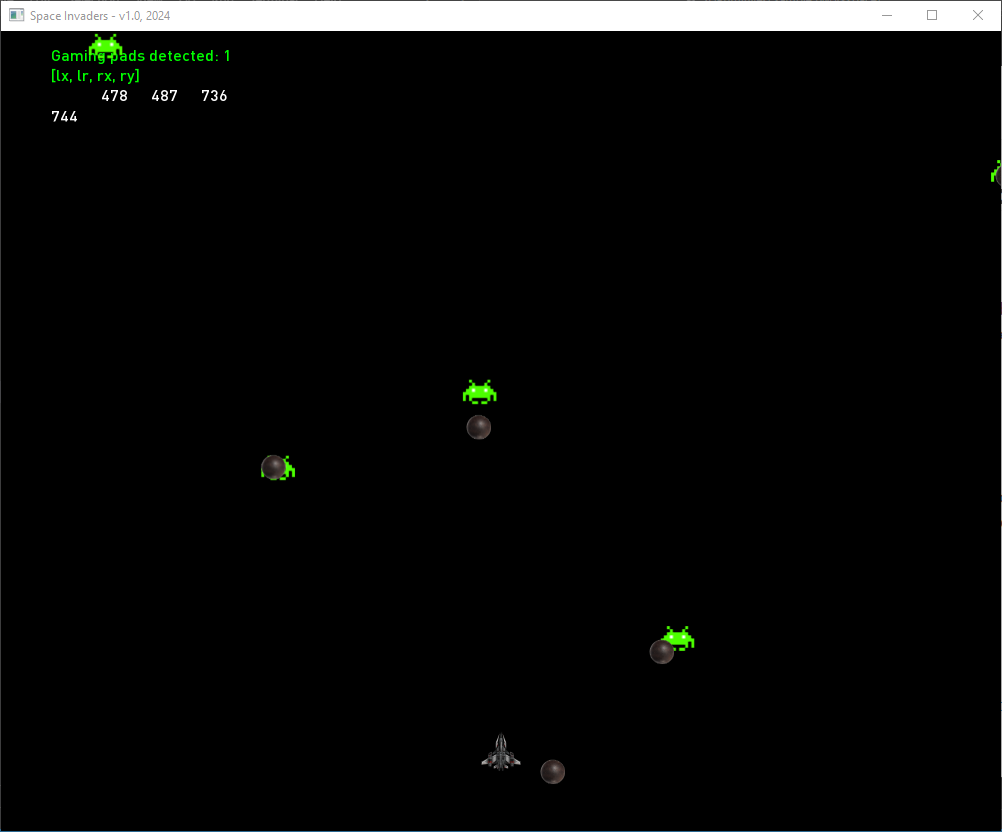 Space Invaders - v1.0, 2024
Gaming pads detected: 1
[lx, lr, rx, ry]
478 487 736
744